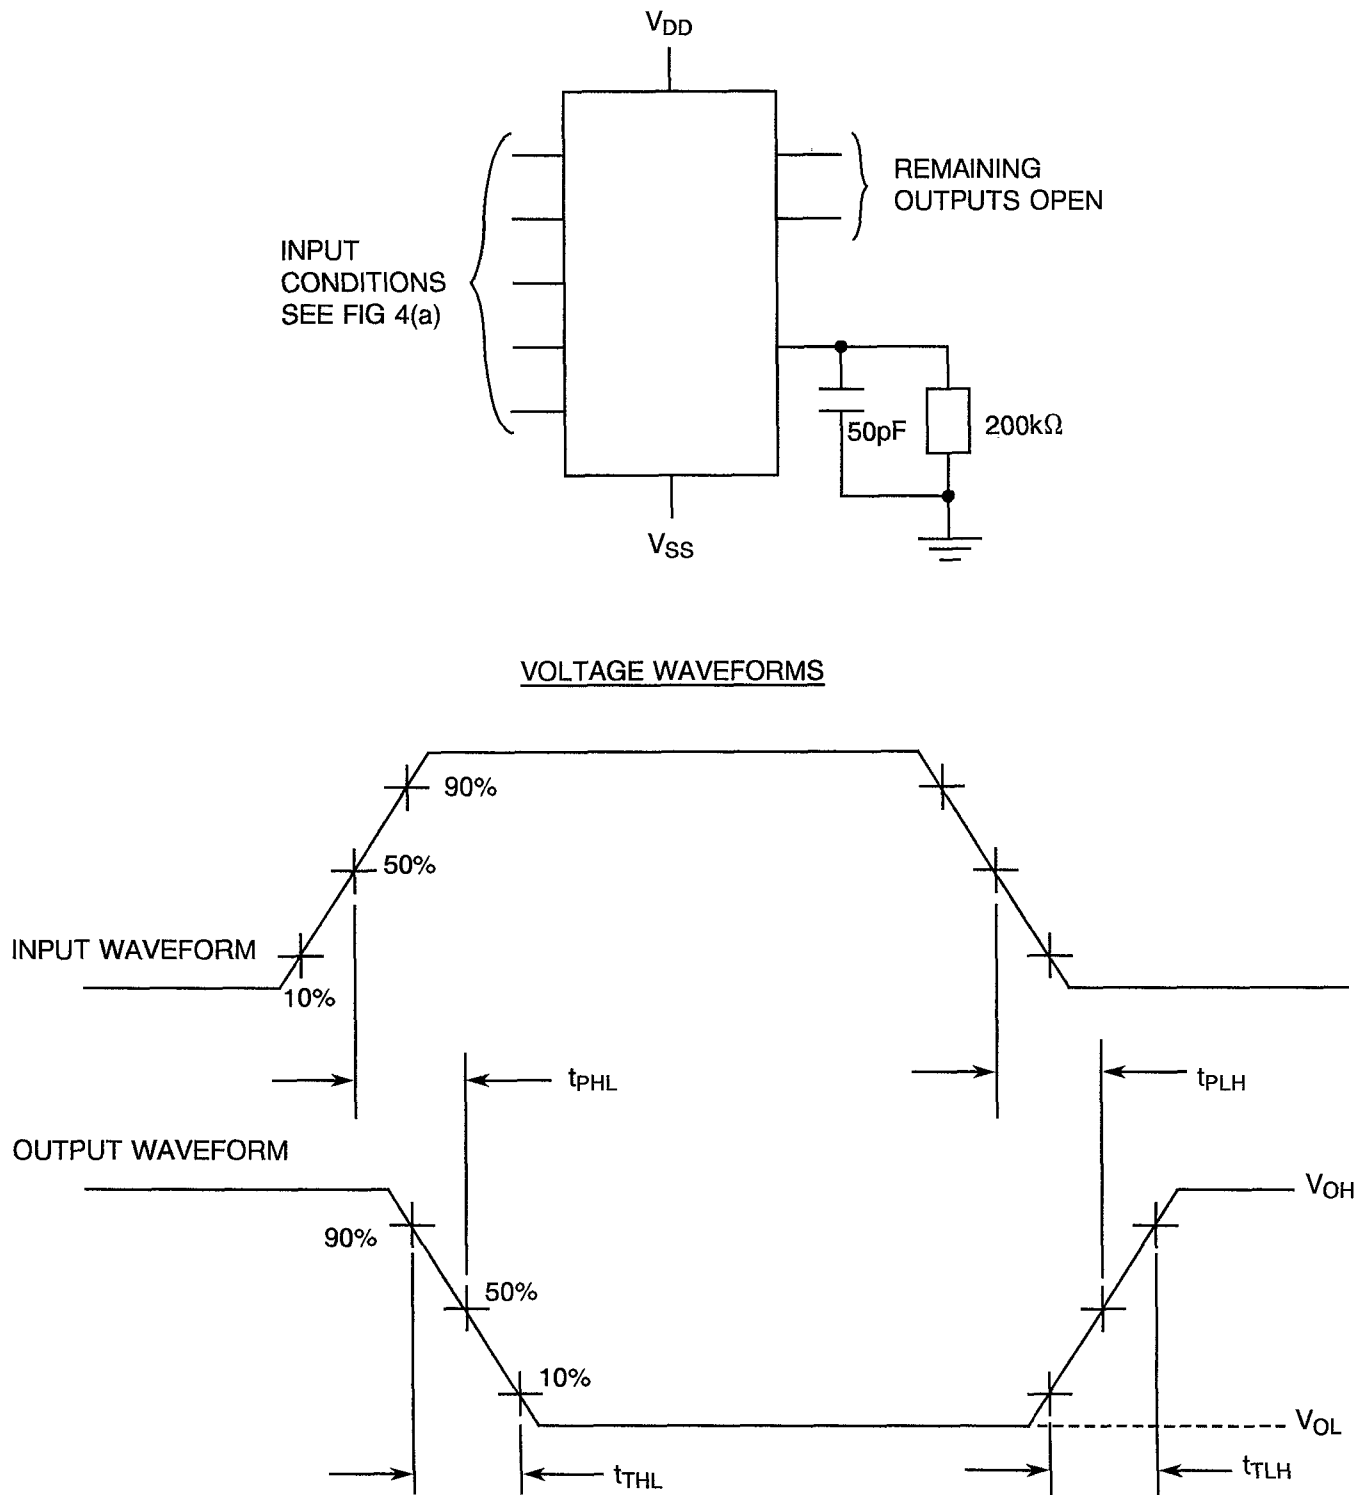 VDD
REMAINING
OUTPUTS OPEN
INPUT
CONDITIONS
SEE FIG 4(a)
50pF
200kΩ
VSS
VOLTAGE WAVEFORMS
90%
50%
INPUT WAVEFORM
10%
tPHL
tPLH
OUTPUT WAVEFORM
VOH
90%
50%
10%
VOL
tTHL
tTLH